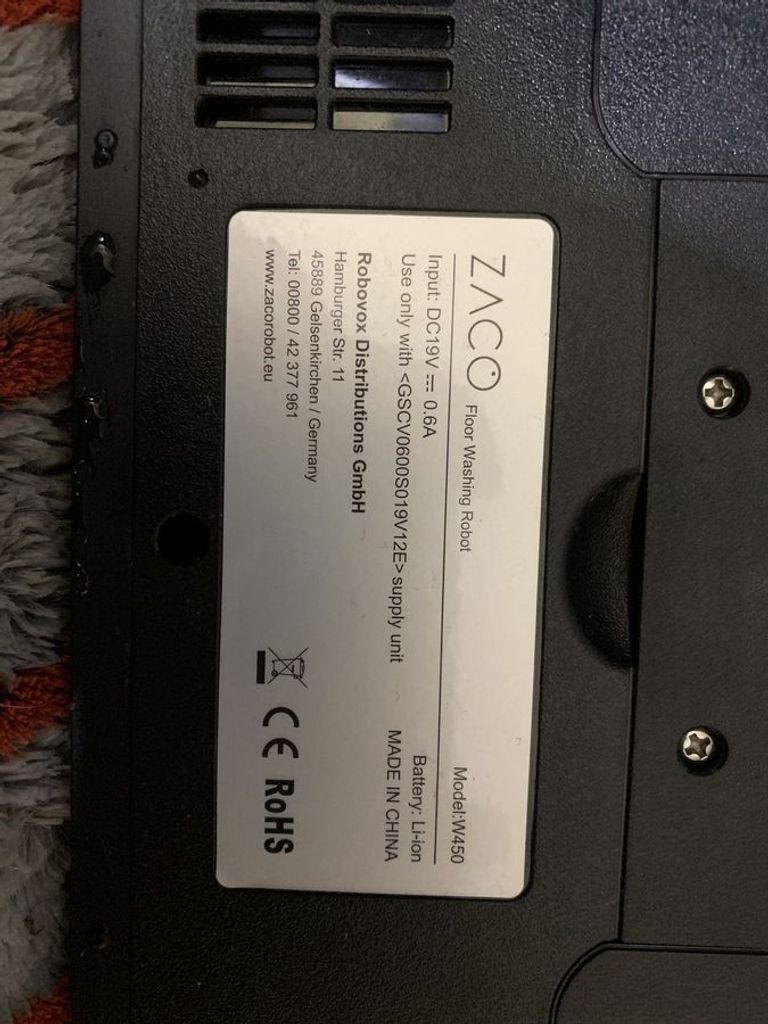 ZACO Floor Washing Robot Model:W450
Input: DC19V ⎓ 0.6A Battery: Li-ion
Use only with <GSCV0600S019V12E> supply unit MADE IN CHINA
Robovox Distributions GmbH
Hamburger Str. 11
45889 Gelsenkirchen / Germany
Tel: 00800 / 42 377 961
www.zacorobot.eu
CE RoHS